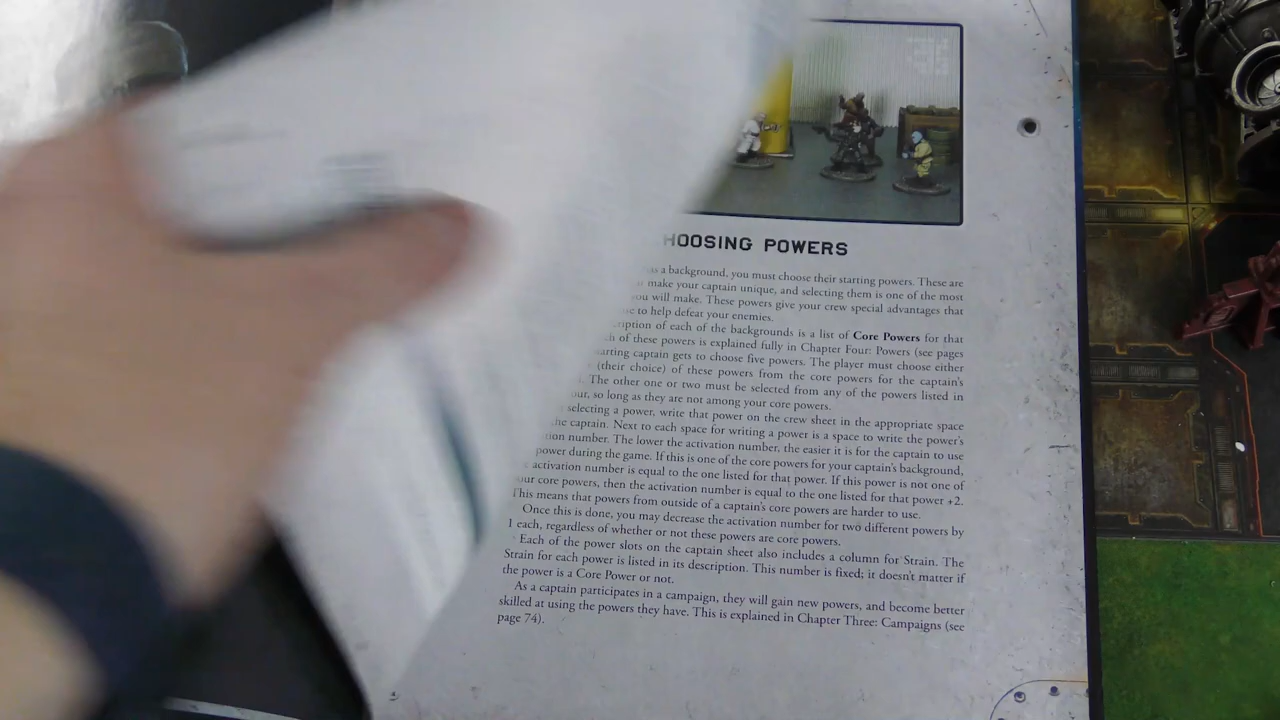 HOOSING POWERS
a background, you must choose their starting powers. These are
make your captain unique, and selecting them is one of the most
ou will make. These powers give your crew special advantages that
to help defeat your enemies.
ription of each of the backgrounds is a list of Core Powers for that
h of these powers is explained fully in Chapter Four: Powers (see pages
arting captain gets to choose five powers. The player must choose either
(their choice) of these powers from the core powers for the captain's
. The other one or two must be selected from any of the powers listed in
our, so long as they are not among your core powers.
selecting a power, write that power on the crew sheet in the appropriate space
the captain. Next to each space for writing a power is a space to write the power's
ion number. The lower the activation number, the easier it is for the captain to use
power during the game. If this is one of the core powers for your captain's background,
activation number is equal to the one listed for that power. If this power is not one of
our core powers, then the activation number is equal to the one listed for that power +2.
This means that powers from outside of a captain's core powers are harder to use.
Once this is done, you may decrease the activation number for two different powers by
1 each, regardless of whether or not these powers are core powers.
Each of the power slots on the captain sheet also includes a column for Strain. The
Strain for each power is listed in its description. This number is fixed; it doesn't matter if
the power is a Core Power or not.
As a captain participates in a campaign, they will gain new powers, and become better
skilled at using the powers they have. This is explained in Chapter Three: Campaigns (see
page 74).